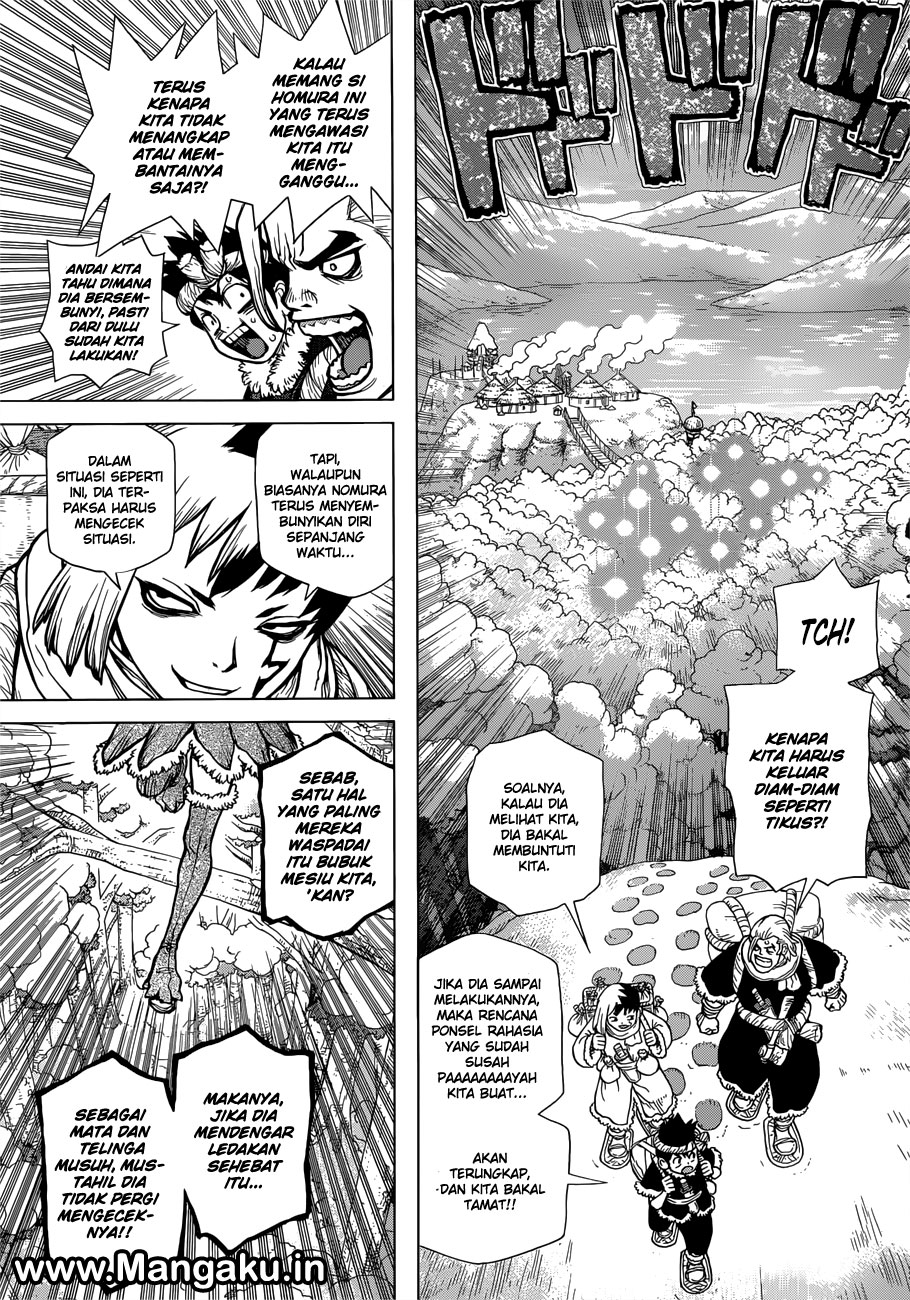 ドドドドド
TCH!
KENAPA
KITA HARUS
KELUAR
DIAM-DIAM
SEPERTI
TIKUS?!
SOALNYA,
KALAU DIA
MELIHAT KITA,
DIA BAKAL
MEMBUNTUTI
KITA.
JIKA DIA SAMPAI
MELAKUKANNYA,
MAKA RENCANA
PONSEL RAHASIA
YANG SUDAH
SUSAH
PAAAAAAAAYAH
KITA BUAT...
AKAN
TERUNGKAP,
DAN KITA BAKAL
TAMAT!!
KALAU
MEMANG SI
HOMURA INI
YANG TERUS
MENGAWASI
KITA ITU
MENG-
GANGGU...
TERUS
KENAPA
KITA TIDAK
MENANGKAP
ATAU MEM-
BANTAINYA
SAJA?!
ANDAI KITA
TAHU DIMANA
DIA BERSEM-
BUNYI, PASTI
DARI DULU
SUDAH KITA
LAKUKAN!
TAPI,
WALAUPUN
BIASANYA NOMURA
TERUS MENYEM-
BUNYIKAN DIRI
SEPANJANG
WAKTU...
DALAM
SITUASI SEPERTI
INI, DIA TER-
PAKSA HARUS
MENGECEK
SITUASI.
SEBAB,
SATU HAL
YANG PALING
MEREKA
WASPADAI
ITU BUBUK
MESIU KITA,
'KAN?
MAKANYA,
JIKA DIA
MENDENGAR
LEDAKAN
SEHEBAT
ITU...
SEBAGAI
MATA DAN
TELINGA
MUSUH, MUS-
TAHIL DIA
TIDAK PERGI
MENGECEK-
NYA!!
www.Mangaku.in